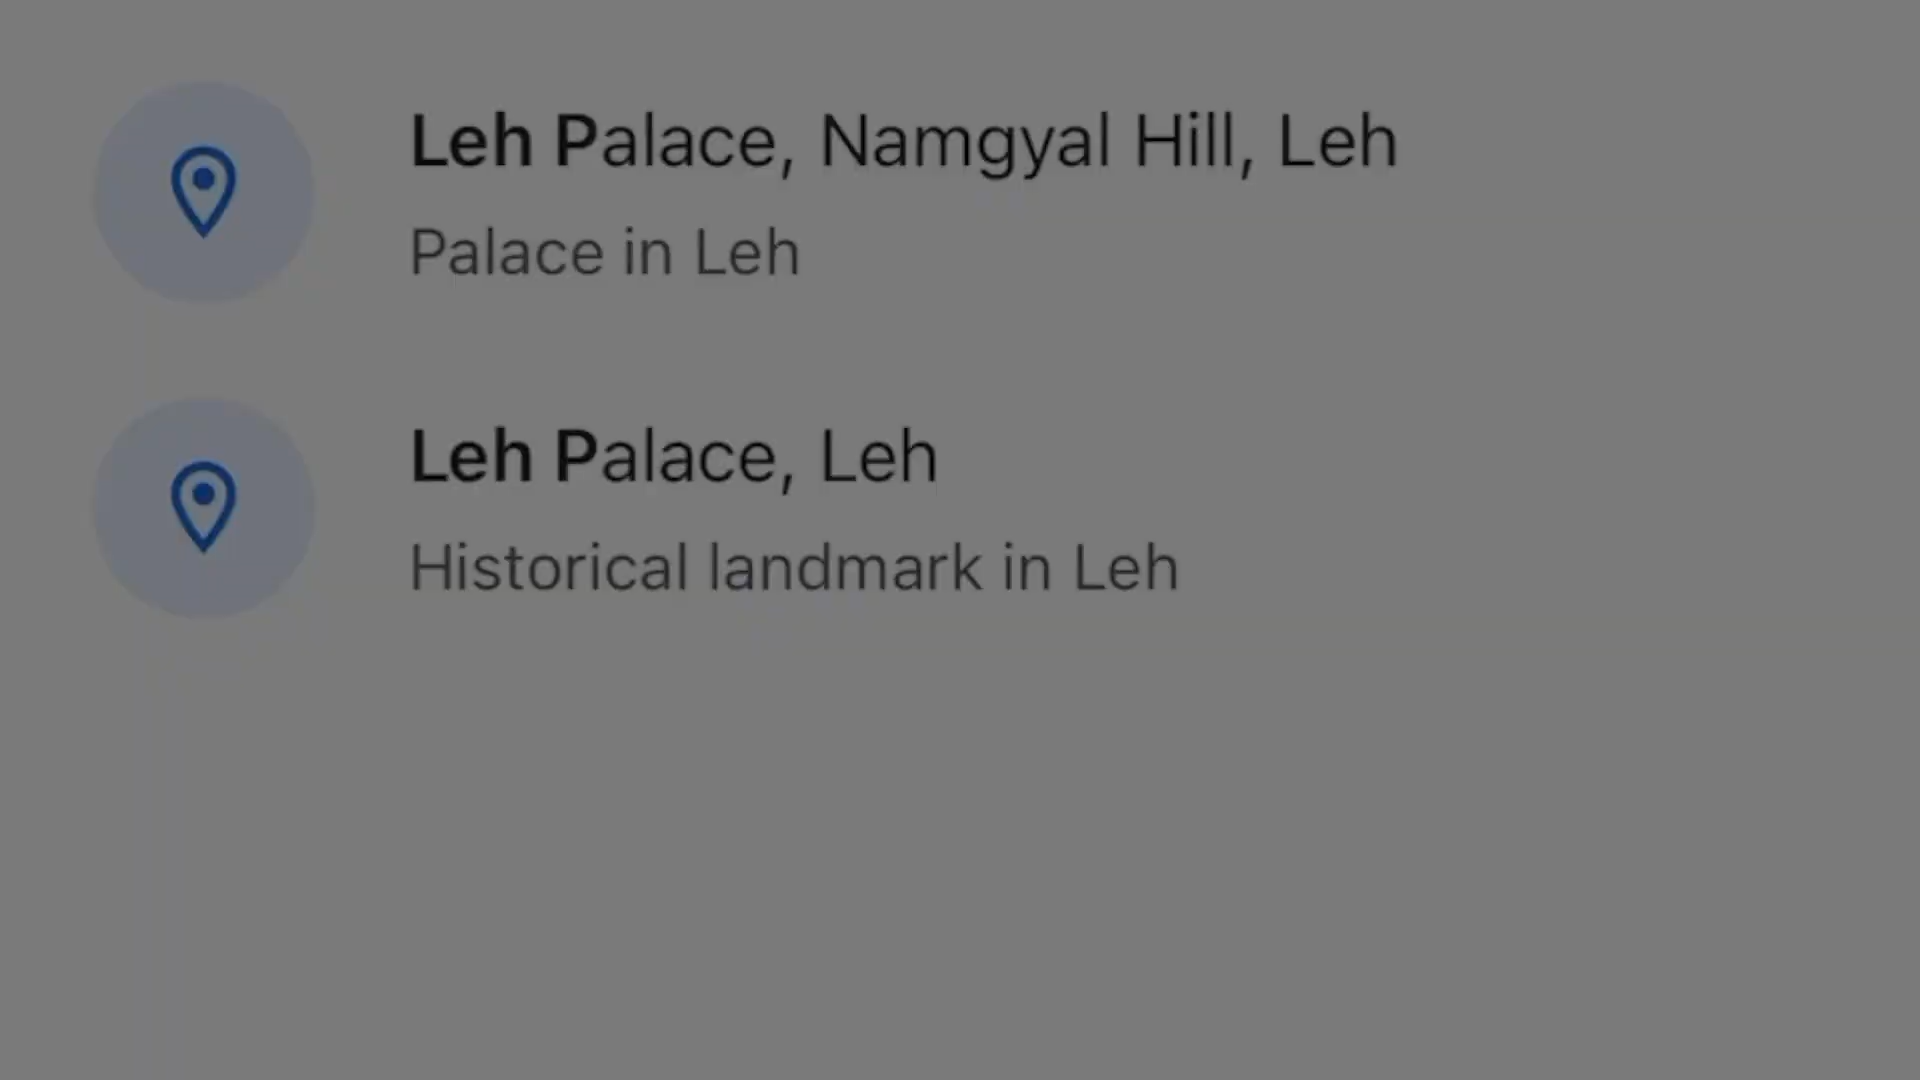 Leh Palace, Namgyal Hill, Leh
Palace in Leh
Leh Palace, Leh
Historical landmark in Leh